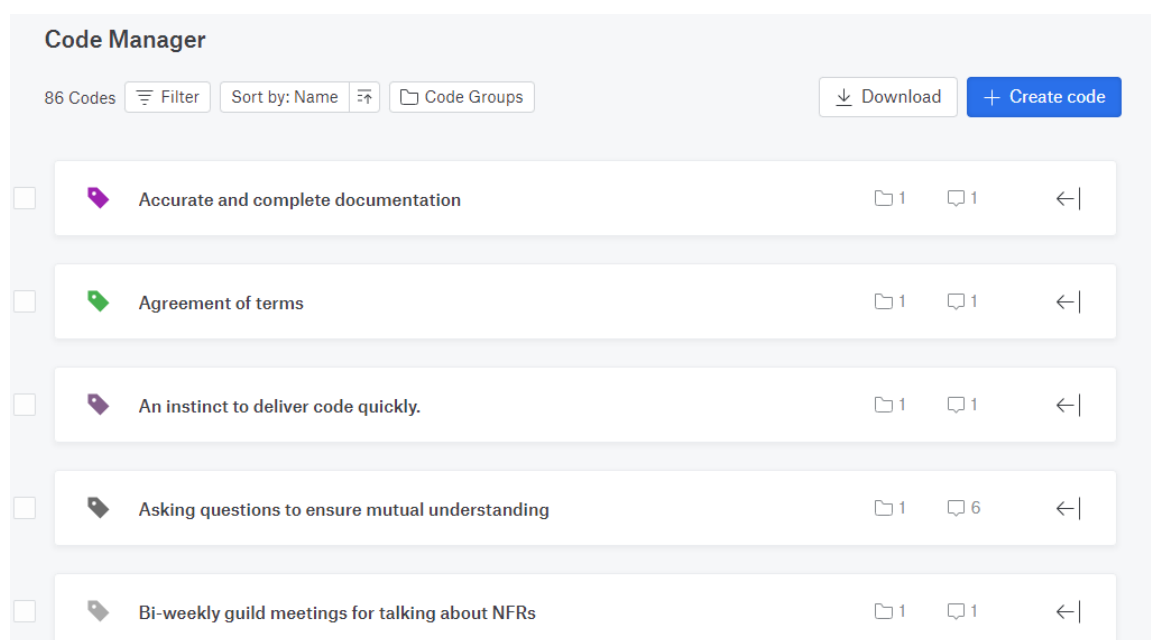 Code Manager
86 Codes Filter Sort by: Name Code Groups Download + Create code
Accurate and complete documentation 1 1
Agreement of terms 1 1
An instinct to deliver code quickly. 1 1
Asking questions to ensure mutual understanding 1 6
Bi-weekly guild meetings for talking about NFRs 1 1